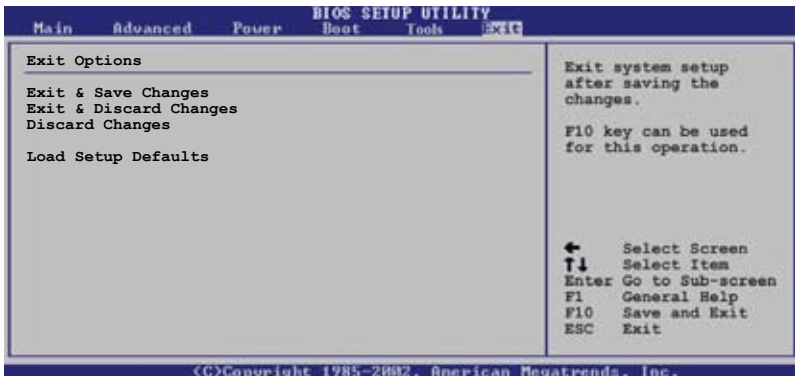 BIOS SETUP UTILITY
Main Advanced Power Boot Tools Exit
Exit Options
Exit & Save Changes
Exit & Discard Changes
Discard Changes
Load Setup Defaults
Exit system setup
after saving the
changes.
F10 key can be used
for this operation.
← Select Screen
↑↓ Select Item
Enter Go to Sub-screen
F1 General Help
F10 Save and Exit
ESC Exit
(C)Copyright 1985-2002, American Megatrends, Inc.